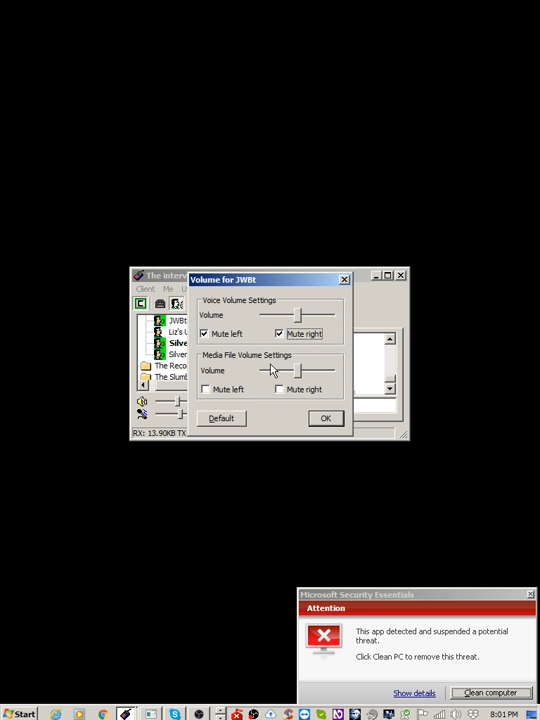 The interv
Client Me U
JWBt
Liz's U
Silve
Silver
The Reco
The Slumb
RX: 13.90KB TX
Volume for JWBt
Voice Volume Settings
Volume
Mute left
Mute right
Media File Volume Settings
Volume
Mute left
Mute right
Default
OK
Microsoft Security Essentials
Attention
This app detected and suspended a potential
threat.
Click Clean PC to remove this threat.
Show details
Clean computer
Start
8:01 PM